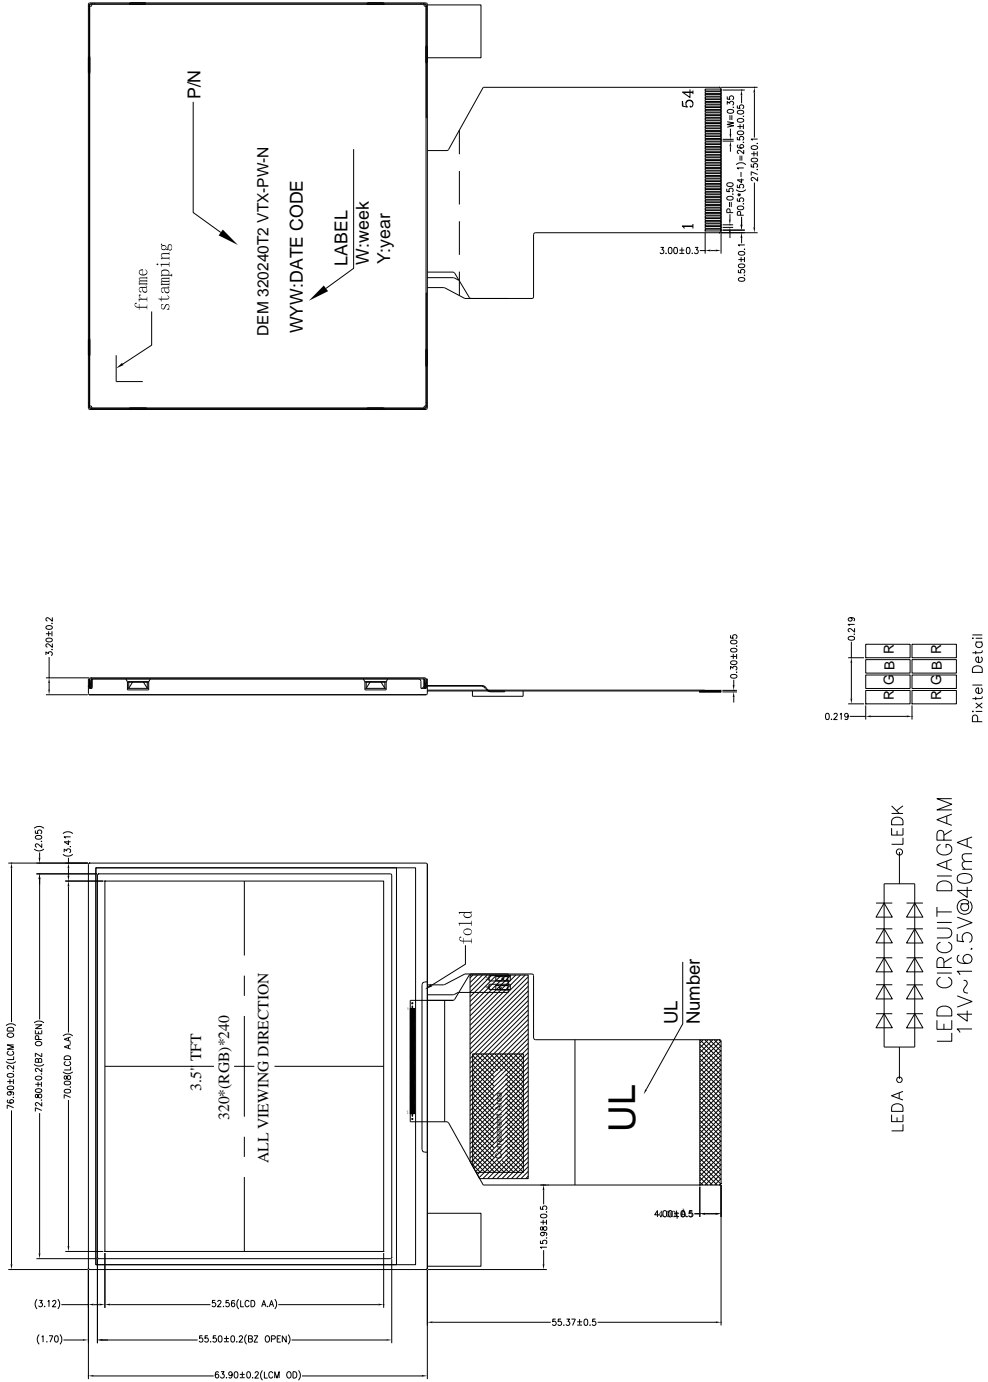 P/N
DEM 320240T2 VTX-PW-N
WYW:DATE CODE
LABEL
W:week
Y:year
frame
stamping
54
1
W=0.35
P=0.50
P0.5*(54-1)=26.50±0.05
27.50±0.1
3.00±0.3
0.50±0.1
3.20±0.2
0.30±0.05
0.219
0.219
R G B R
R G B R
Pixtel Detail
(2.05)
(3.41)
76.90±0.2(LCM OD)
72.80±0.2(BZ OPEN)
70.08(LCD A.A)
3.5" TFT
320*(RGB)*240
ALL VIEWING DIRECTION
fold
UL
UL
Number
15.98±0.5
55.37±0.5
(3.12)
52.56(LCD A.A)
(1.70)
55.50±0.2(BZ OPEN)
63.90±0.2(LCM OD)
LEDA
LEDK
LED CIRCUIT DIAGRAM
14V~16.5V@40mA